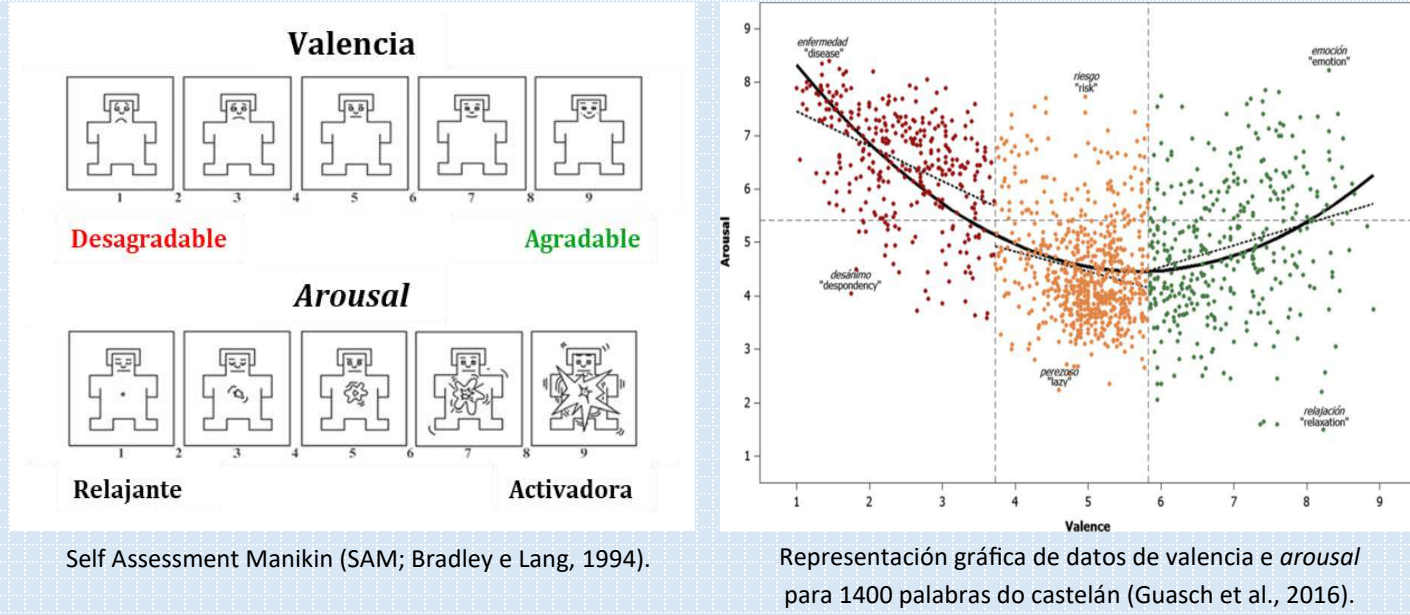 Valencia
1 2 3 4 5 6 7 8 9
Desagradable Agradable
Arousal
1 2 3 4 5 6 7 8 9
Relajante Activadora
Self Assessment Manikin (SAM; Bradley e Lang, 1994).
9
8
7
6
5
4
3
2
1
Arousal
enfermedad
"disease"
riesgo
"risk"
emoción
"emotion"
desánimo
"despondency"
perezoso
"lazy"
relajación
"relaxation"
1 2 3 4 5 6 7 8 9
Valence
Representación gráfica de datos de valencia e arousal
para 1400 palabras do castelán (Guasch et al., 2016).